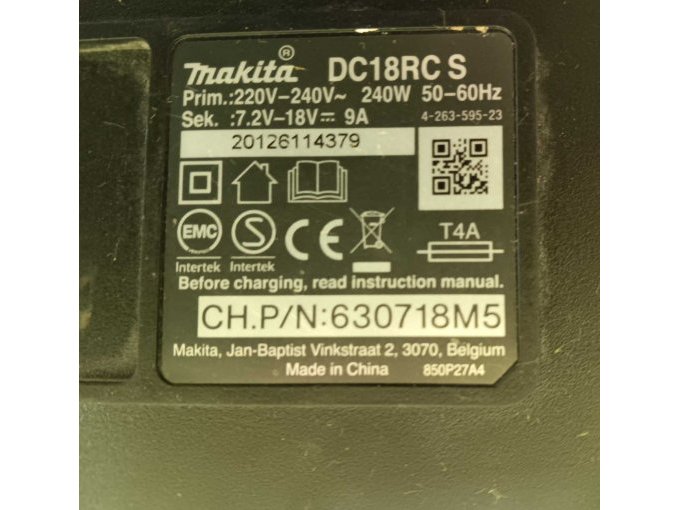 makita® DC18RC S
Prim.:220V–240V~ 240W 50–60Hz
Sek. :7.2V–18V⎓ 9A 4-263-595-23
20126114379
EMC S CE T4A
Intertek Intertek
Before charging, read instruction manual.
CH.P/N:630718M5
Makita, Jan-Baptist Vinkstraat 2, 3070, Belgium
Made in China 850P27A4